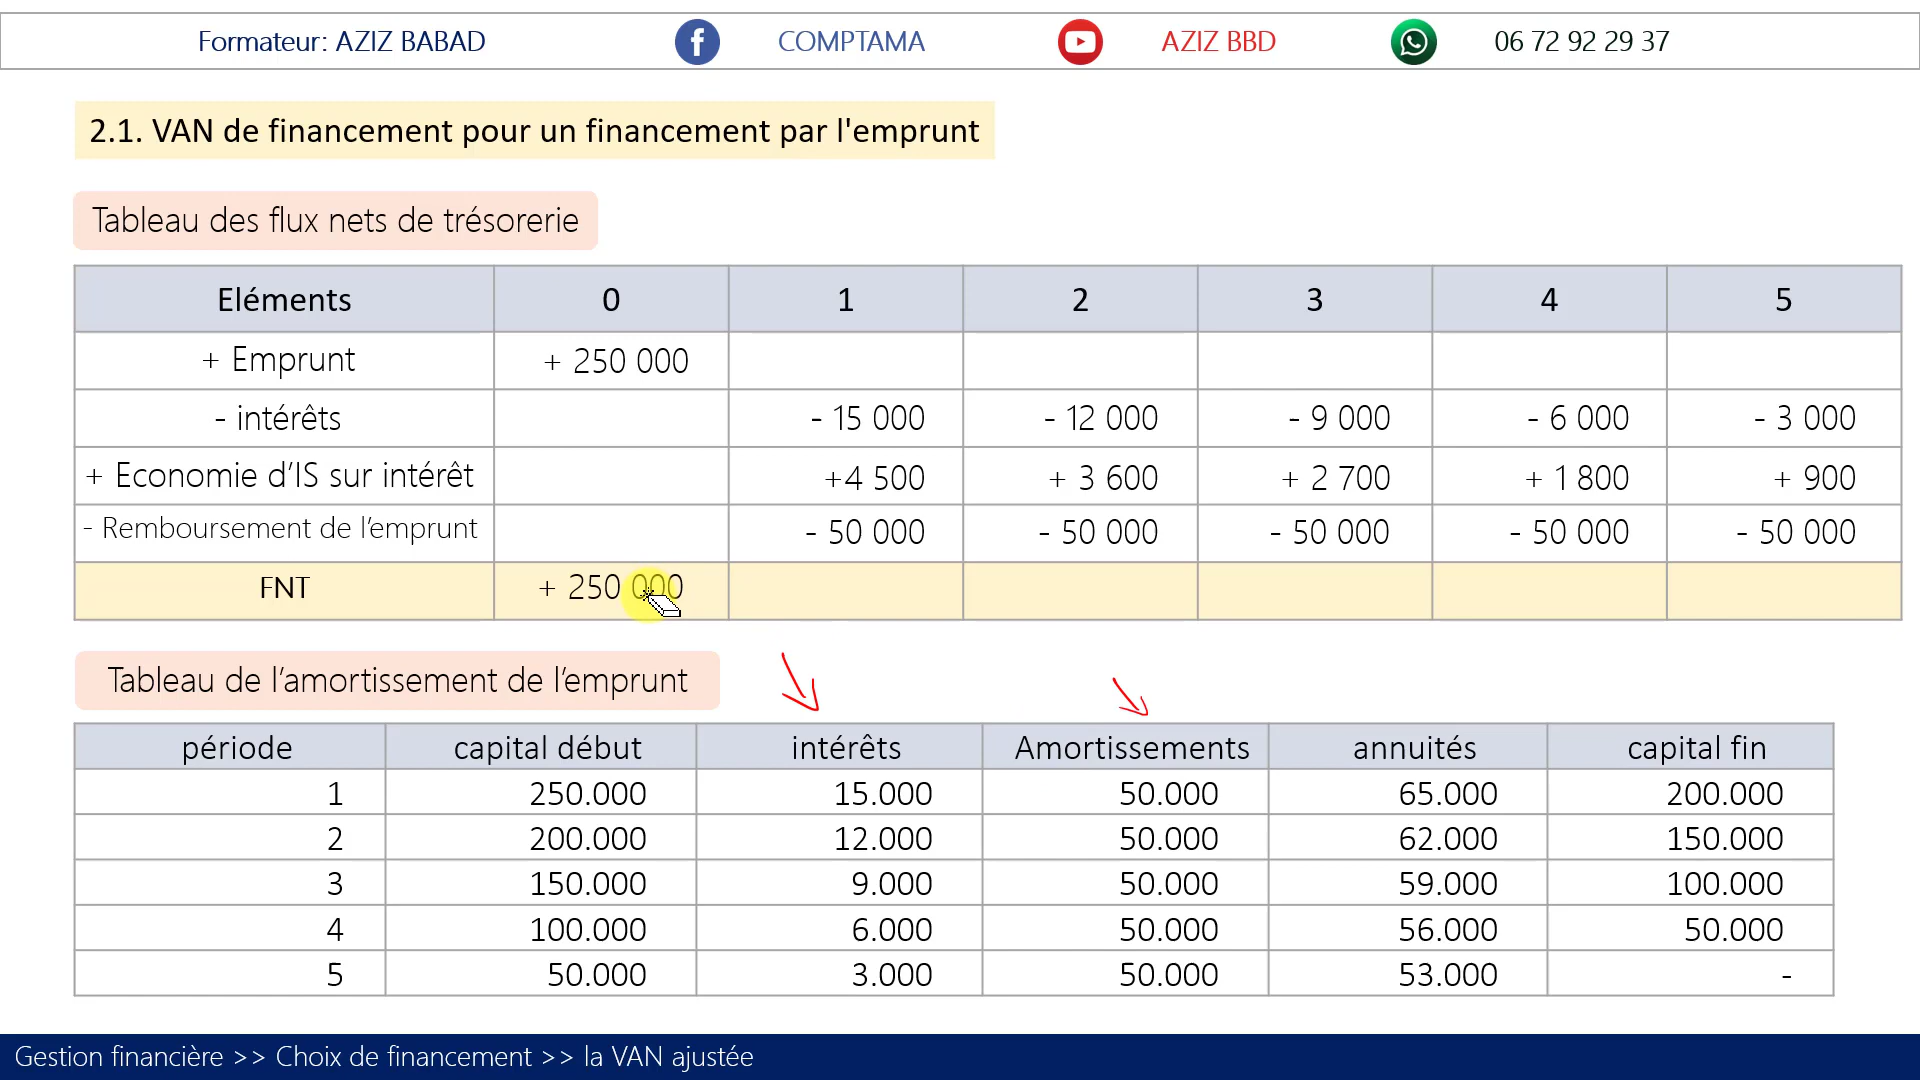 Formateur: AZIZ BABAD COMPTAMA AZIZ BBD 06 72 92 29 37
2.1. VAN de financement pour un financement par l'emprunt
Tableau des flux nets de trésorerie
Eléments 0 1 2 3 4 5
+ Emprunt + 250 000
- intérêts - 15 000 - 12 000 - 9 000 - 6 000 - 3 000
+ Economie d’IS sur intérêt +4 500 + 3 600 + 2 700 + 1 800 + 900
- Remboursement de l’emprunt - 50 000 - 50 000 - 50 000 - 50 000 - 50 000
FNT + 250 000
Tableau de l’amortissement de l’emprunt
période capital début intérêts Amortissements annuités capital fin
1 250.000 15.000 50.000 65.000 200.000
2 200.000 12.000 50.000 62.000 150.000
3 150.000 9.000 50.000 59.000 100.000
4 100.000 6.000 50.000 56.000 50.000
5 50.000 3.000 50.000 53.000 -
Gestion financière >> Choix de financement >> la VAN ajustée